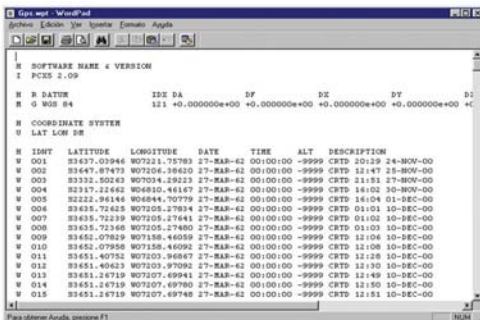 Gps.wpt - WordPad
Archivo Edición Ver Insertar Formato Ayuda
H SOFTWARE NAME & VERSION
I PCX5 2.09
H R DATUM IDX DA DF DX DY
M G WGS 84 121 +0.000000e+00 +0.000000e+00 +0.000000e+00 +0.000000e+00
H COORDINATE SYSTEM
U LAT LON DM
H IDNT LATITUDE LONGITUDE DATE TIME ALT DESCRIPTION
W 001 S3637.03946 W07221.75783 27-MAR-62 00:00:00 -9999 CRTD 20:29 24-NOV-00
W 002 S3647.87473 W07206.38620 27-MAR-62 00:00:00 -9999 CRTD 12:47 25-NOV-00
W 003 S3332.50263 W07034.29223 27-MAR-62 00:00:00 -9999 CRTD 21:51 27-NOV-00
W 004 S2317.22662 W06810.46167 27-MAR-62 00:00:00 -9999 CRTD 16:02 30-NOV-00
W 005 S2222.96146 W06844.70779 27-MAR-62 00:00:00 -9999 CRTD 16:04 01-DEC-00
W 006 S3635.72625 W07205.27834 27-MAR-62 00:00:00 -9999 CRTD 01:01 10-DEC-00
W 007 S3635.72239 W07205.27641 27-MAR-62 00:00:00 -9999 CRTD 01:02 10-DEC-00
W 008 S3635.72368 W07205.27480 27-MAR-62 00:00:00 -9999 CRTD 01:03 10-DEC-00
W 009 S3652.07829 W07158.46059 27-MAR-62 00:00:00 -9999 CRTD 12:06 10-DEC-00
W 010 S3652.07958 W07158.46092 27-MAR-62 00:00:00 -9999 CRTD 12:08 10-DEC-00
W 011 S3651.40752 W07203.96867 27-MAR-62 00:00:00 -9999 CRTD 12:28 10-DEC-00
W 012 S3651.40623 W07203.97092 27-MAR-62 00:00:00 -9999 CRTD 12:30 10-DEC-00
W 013 S3651.26719 W07207.69941 27-MAR-62 00:00:00 -9999 CRTD 12:49 10-DEC-00
W 014 S3651.26719 W07207.69780 27-MAR-62 00:00:00 -9999 CRTD 12:50 10-DEC-00
W 015 S3651.26719 W07207.69748 27-MAR-62 00:00:00 -9999 CRTD 12:51 10-DEC-00
Para obtener Ayuda, presione F1 NUM